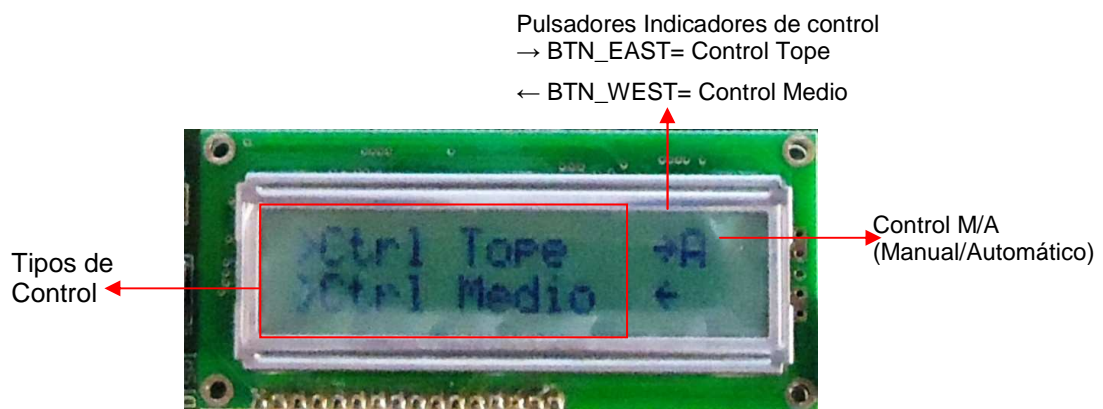 Pulsadores Indicadores de control
→ BTN_EAST= Control Tope
← BTN_WEST= Control Medio
Tipos de
Control
>Ctrl Tope →A
>Ctrl Medio ←
Control M/A
(Manual/Automático)